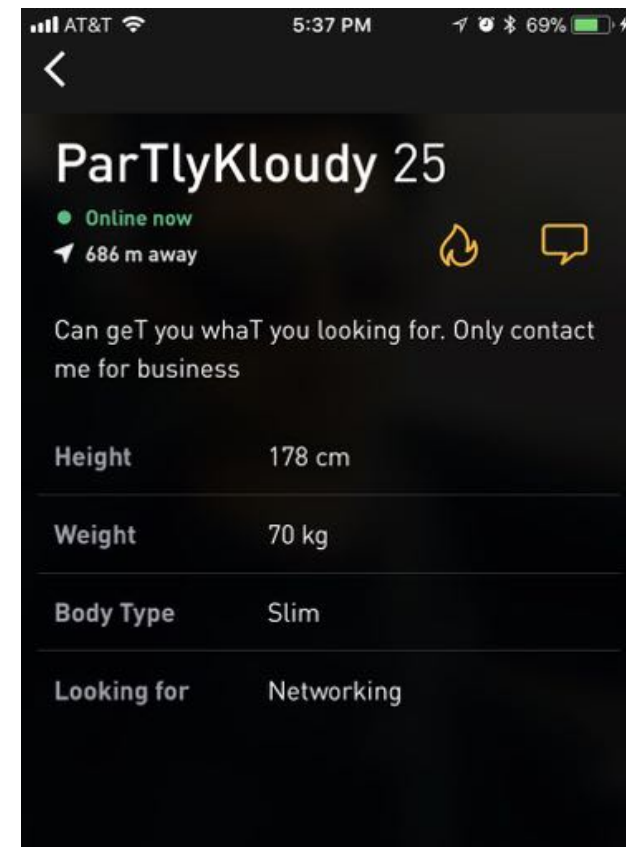 AT&T 5:37 PM 69%
ParTlyKloudy 25
Online now
686 m away
Can geT you whaT you looking for. Only contact
me for business
Height 178 cm
Weight 70 kg
Body Type Slim
Looking for Networking